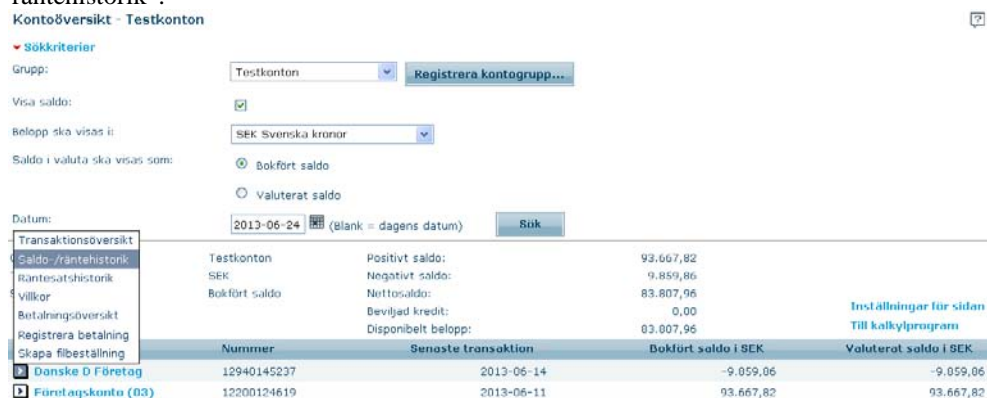 räntehistorik".
Kontoöversikt - Testkonton
Sökkriterier
Grupp: Testkonton Registrera kontogrupp...
Visa saldo:
Belopp ska visas i: SEK Svenska kronor
Saldo i valuta ska visas som: Bokfört saldo
Valuterat saldo
Datum: 2013-06-24 (Blank = dagens datum) Sök
Transaktionsöversikt
Saldo-/räntehistorik Testkonton Positivt saldo: 93.667,82
Räntesatshistorik SEK Negativt saldo: 9.859,86
Villkor Bokfört saldo Nettosaldo: 83.807,96
Betalningsöversikt Beviljad kredit: 0,00 Inställningar för sidan
Registrera betalning Disponibelt belopp: 83.807,96 Till kalkylprogram
Skapa filbeställning Nummer Senaste transaktion Bokfört saldo i SEK Valuterat saldo i SEK
Danske D Företag 12940145237 2013-06-14 -9.859,86 -9.859,86
Företagskonto (03) 12200124619 2013-06-11 93.667,82 93.667,82